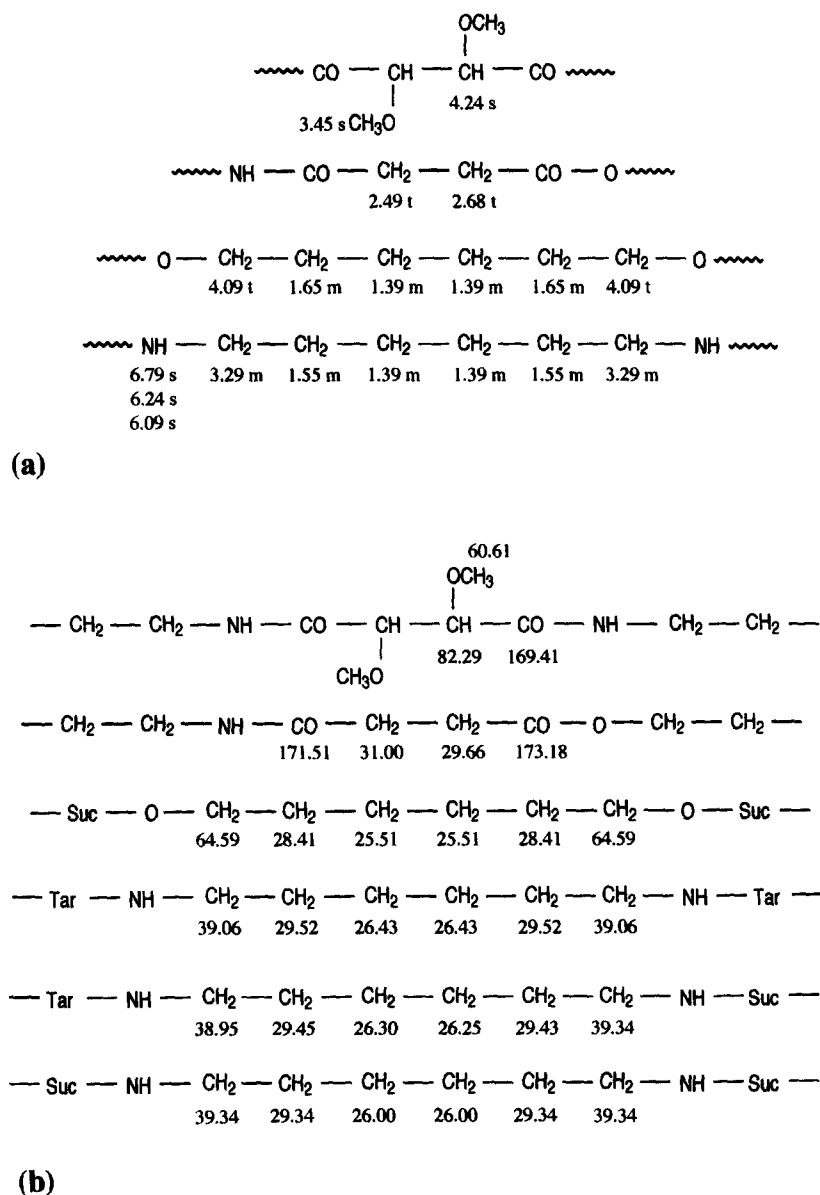 OCH₃
CO — CH — CH — CO
4.24 s
3.45 s CH₃O
NH — CO — CH₂ — CH₂ — CO — O
2.49 t 2.68 t
O — CH₂ — CH₂ — CH₂ — CH₂ — CH₂ — CH₂ — O
4.09 t 1.65 m 1.39 m 1.39 m 1.65 m 4.09 t
NH — CH₂ — CH₂ — CH₂ — CH₂ — CH₂ — CH₂ — NH
6.79 s 3.29 m 1.55 m 1.39 m 1.39 m 1.55 m 3.29 m
6.24 s
6.09 s
(a)
60.61
OCH₃
— CH₂ — CH₂ — NH — CO — CH — CH — CO — NH — CH₂ — CH₂ —
82.29 169.41
CH₃O
— CH₂ — CH₂ — NH — CO — CH₂ — CH₂ — CO — O — CH₂ — CH₂ —
171.51 31.00 29.66 173.18
— Suc — O — CH₂ — CH₂ — CH₂ — CH₂ — CH₂ — CH₂ — O — Suc —
64.59 28.41 25.51 25.51 28.41 64.59
— Tar — NH — CH₂ — CH₂ — CH₂ — CH₂ — CH₂ — CH₂ — NH — Tar —
39.06 29.52 26.43 26.43 29.52 39.06
— Tar — NH — CH₂ — CH₂ — CH₂ — CH₂ — CH₂ — CH₂ — NH — Suc —
38.95 29.45 26.30 26.25 29.43 39.34
— Suc — NH — CH₂ — CH₂ — CH₂ — CH₂ — CH₂ — CH₂ — NH — Suc —
39.34 29.34 26.00 26.00 29.34 39.34
(b)